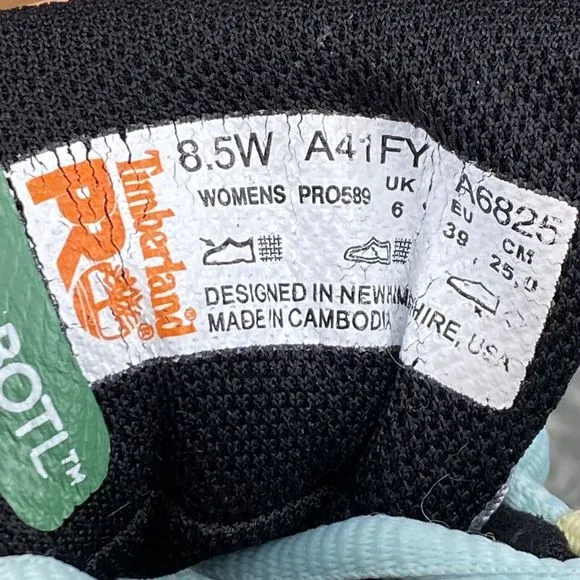 Timberland®
PRO®
8.5W A41FY A6825
WOMENS PRO589 UK EU CM
6 39 25,0
DESIGNED IN NEW HAMPSHIRE, USA
MADE IN CAMBODIA
BOTL™